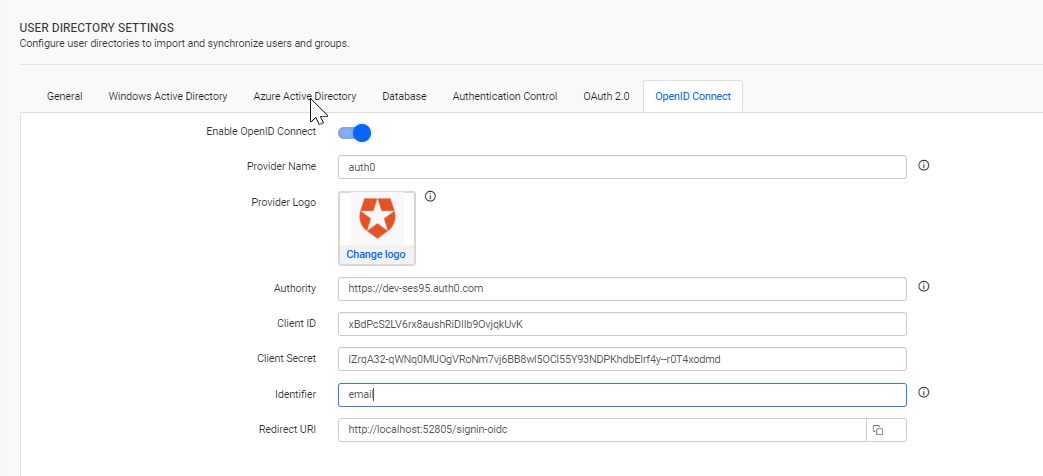 USER DIRECTORY SETTINGS
Configure user directories to import and synchronize users and groups.
General Windows Active Directory Azure Active Directory Database Authentication Control OAuth 2.0 OpenID Connect
Enable OpenID Connect
Provider Name auth0
Provider Logo
Change logo
Authority https://dev-ses95.auth0.com
Client ID xBdPcS2LV6rx8aushRiDIIb9OvjqkUvK
Client Secret IZrqA32-qWNq0MUOgVRoNm7vj6BB8wI5OCI55Y93NDPKhdbEIrf4y--r0T4xodmd
Identifier email
Redirect URI http://localhost:52805/signin-oidc